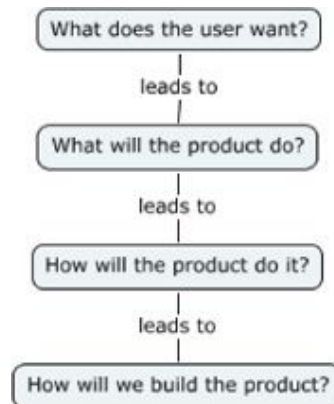 What does the user want?
leads to
What will the product do?
leads to
How will the product do it?
leads to
How will we build the product?